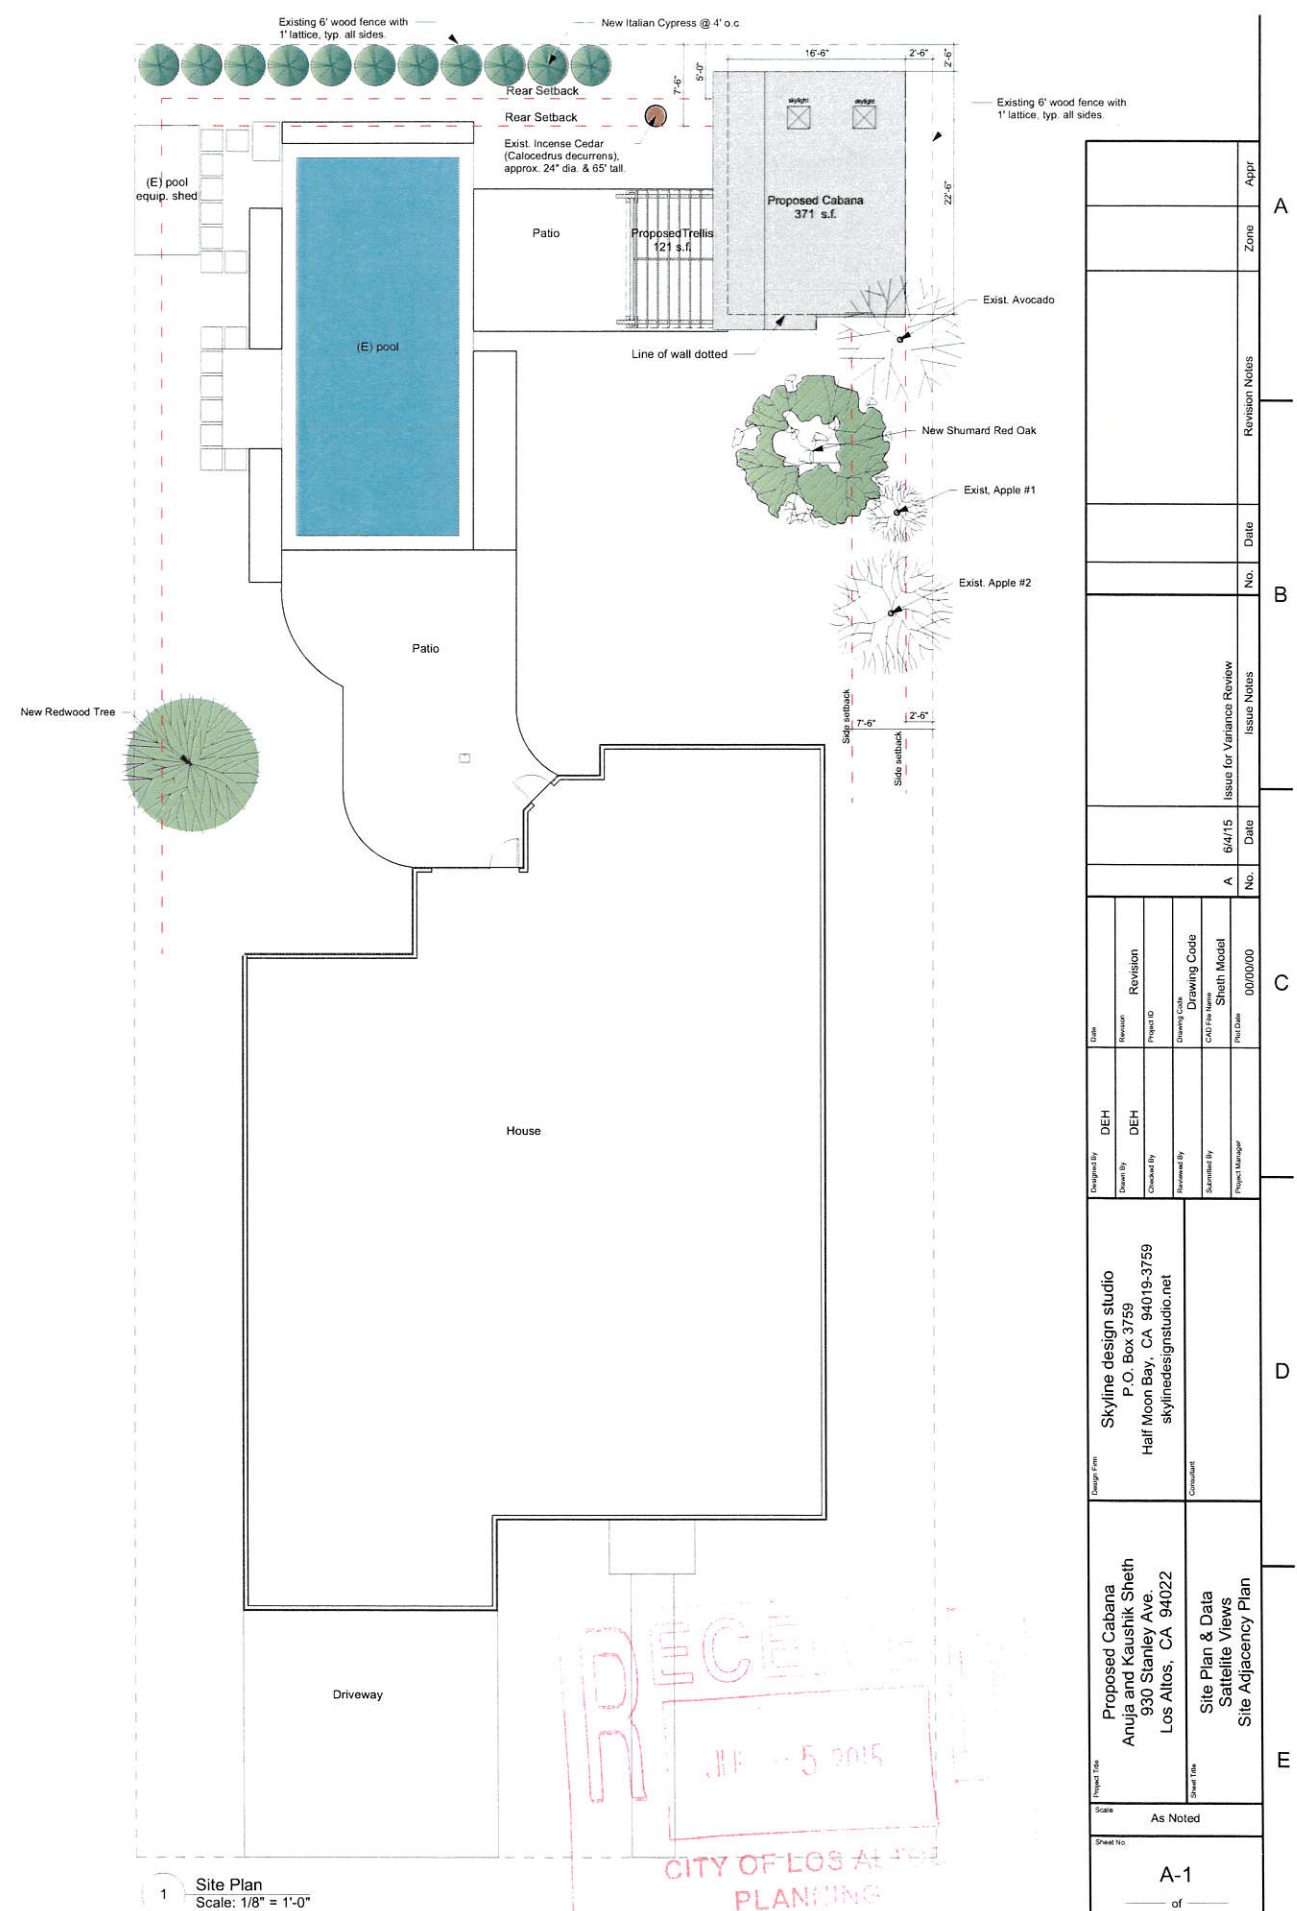 Existing 6' wood fence with
1' lattice, typ. all sides.
New Italian Cypress @ 4' o.c
16'-6"
2'-6"
2'-6"
7'-6"
5'-0"
Rear Setback
Rear Setback
skylight
skylight
Existing 6' wood fence with
1' lattice, typ. all sides.
Exist. Incense Cedar
(Calocedrus decurrens),
approx. 24" dia. & 65' tall.
(E) pool
equip. shed
Patio
Proposed Trellis
121 s.f.
Proposed Cabana
371 s.f.
22'-6"
Exist. Avocado
(E) pool
Line of wall dotted
New Shumard Red Oak
Exist, Apple #1
Exist. Apple #2
Patio
New Redwood Tree
Side setback
7'-6"
2'-6"
Side setback
House
Driveway
RECE
5 2015
CITY OF LOS
PLANNING
1
Site Plan
Scale: 1/8" = 1'-0"
Appr
Zone
Revision Notes
Date
No.
Issue for Variance Review
Issue Notes
6/4/15
Date
A
No.
Date
Revision
Revision
Project ID
Drawing Code
Drawing Code
CAD File Name
Sheth Model
Plot Date
00/00/00
Designed By
DEH
Drawn By
DEH
Checked By
Reviewed By
Submitted By
Project Manager
Design Firm
Skyline design studio
P.O. Box 3759
Half Moon Bay, CA 94019-3759
skylinedesignstudio.net
Consultant
Project Title
Proposed Cabana
Anuja and Kaushik Sheth
930 Stanley Ave.
Los Altos, CA 94022
Sheet Title
Site Plan & Data
Sattelite Views
Site Adjacency Plan
Scale
As Noted
Sheet No.
A-1
of
A
B
C
D
E